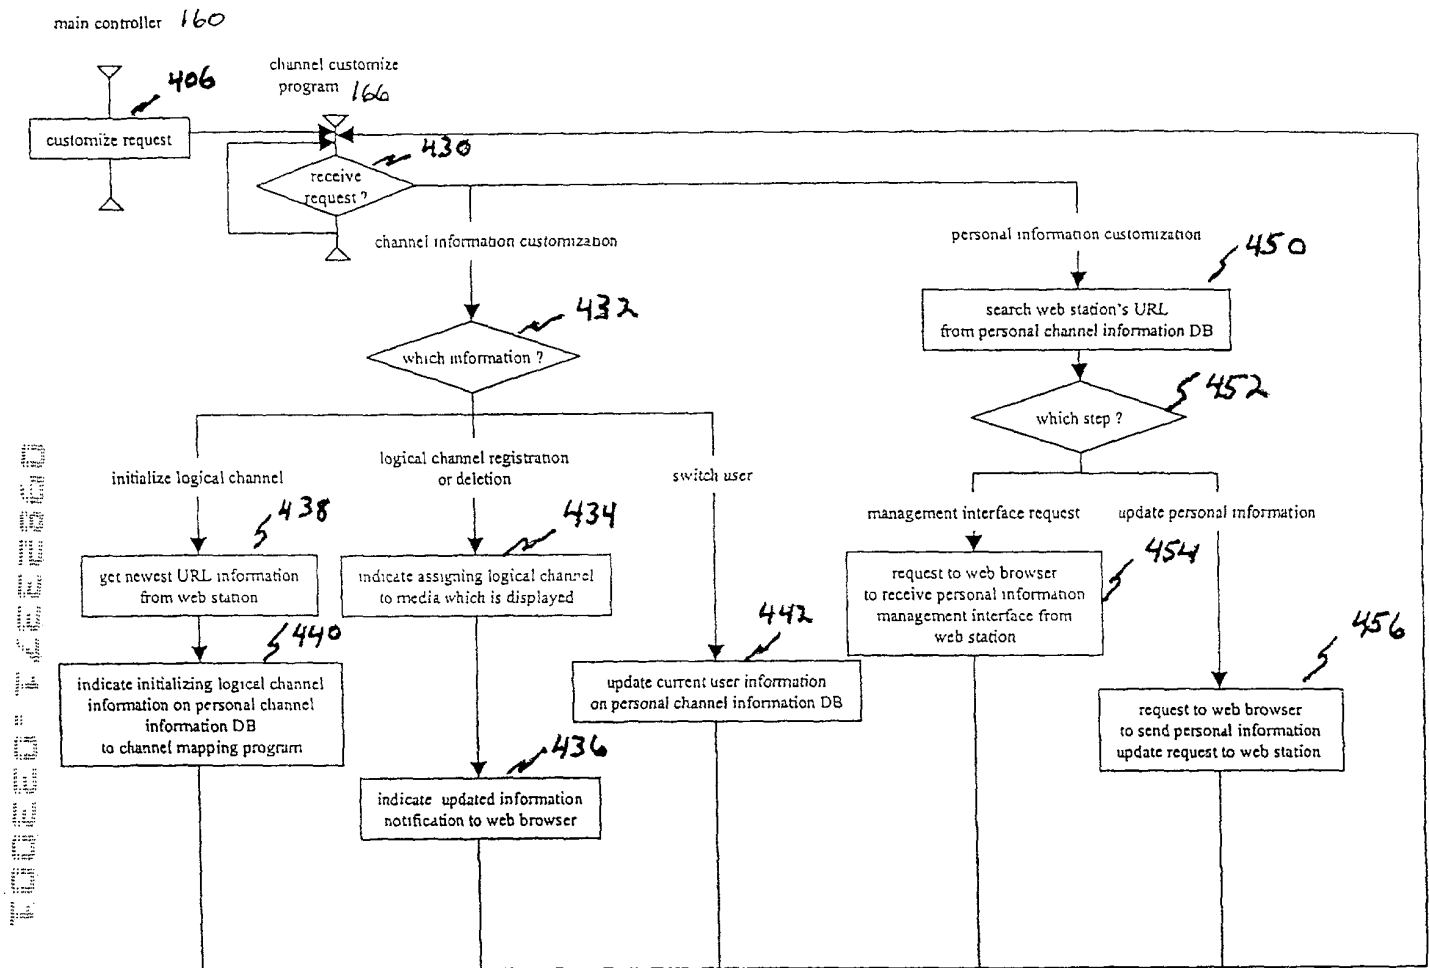 main controller 160
406
channel customize
program 166
customize request
430
receive
request ?
channel information customization
personal information customization
450
432
search web station's URL
from personal channel information DB
which information ?
452
which step ?
initialize logical channel
logical channel registration
or deletion
switch user
438
434
management interface request
update personal information
454
get newest URL information
from web station
indicate assigning logical channel
to media which is displayed
request to web browser
to receive personal information
management interface from
web station
440
442
456
indicate initializing logical channel
information on personal channel
information DB
to channel mapping program
update current user information
on personal channel information DB
request to web browser
to send personal information
update request to web station
436
indicate updated information
notification to web browser